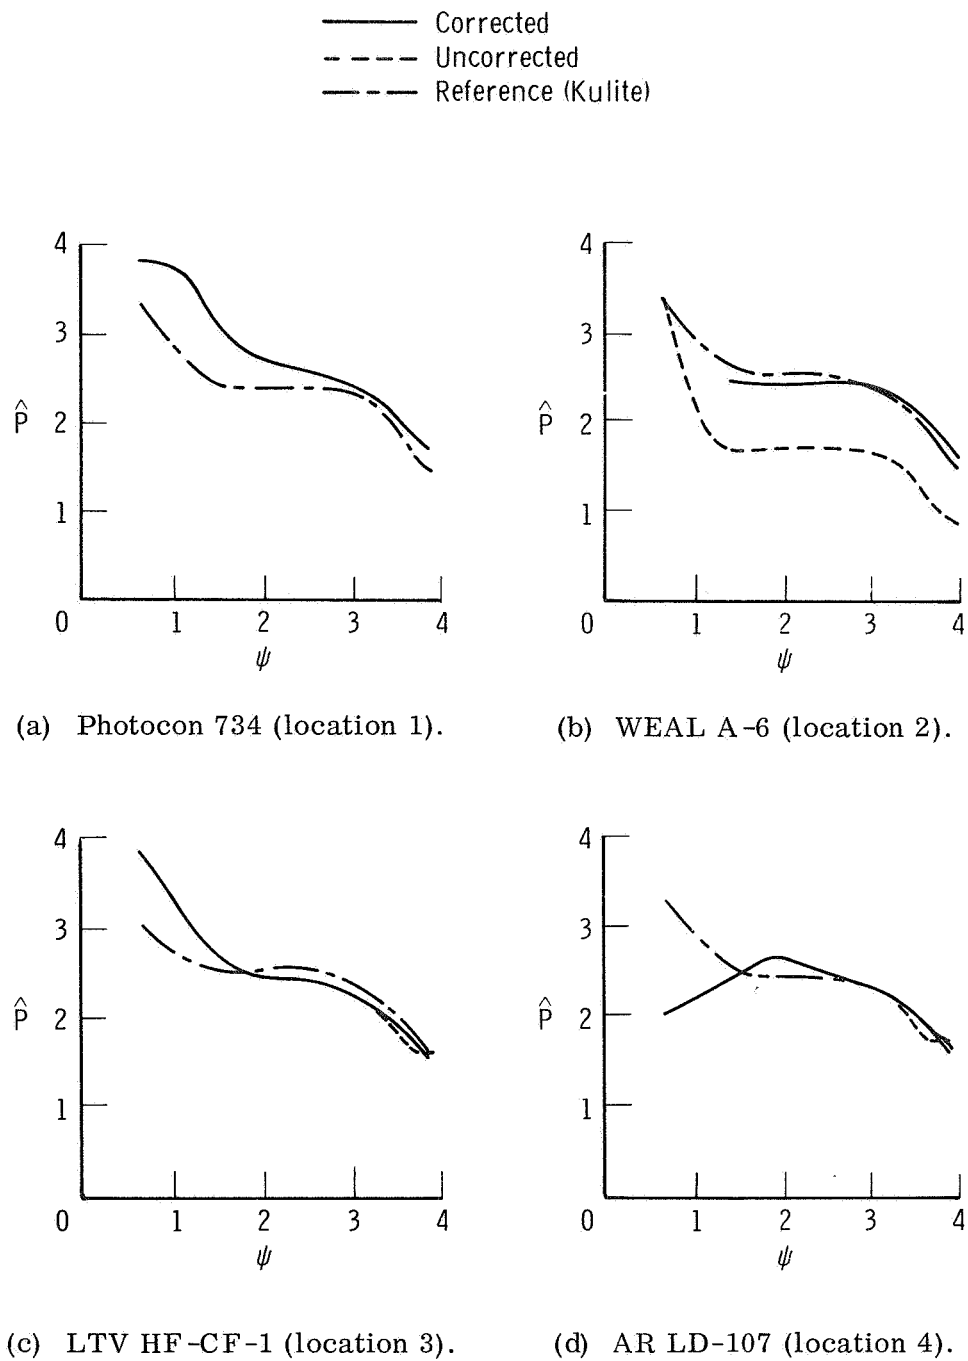 Corrected
Uncorrected
Reference (Kulite)
4
3
2
1
0
1
2
3
4
P̂
ψ
(a) Photocon 734 (location 1).
4
3
2
1
0
1
2
3
4
P̂
ψ
(b) WEAL A-6 (location 2).
4
3
2
1
0
1
2
3
4
P̂
ψ
(c) LTV HF-CF-1 (location 3).
4
3
2
1
0
1
2
3
4
P̂
ψ
(d) AR LD-107 (location 4).